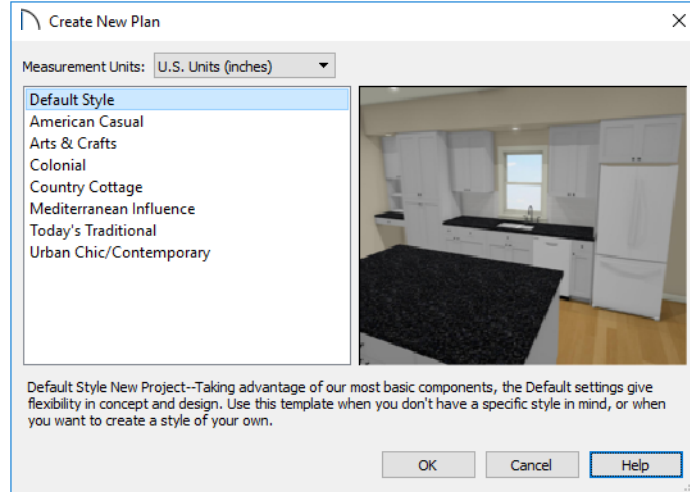 Create New Plan
Measurement Units: U.S. Units (inches)
Default Style
American Casual
Arts & Crafts
Colonial
Country Cottage
Mediterranean Influence
Today's Traditional
Urban Chic/Contemporary
Default Style New Project--Taking advantage of our most basic components, the Default settings give
flexibility in concept and design. Use this template when you don't have a specific style in mind, or when
you want to create a style of your own.
OK Cancel Help